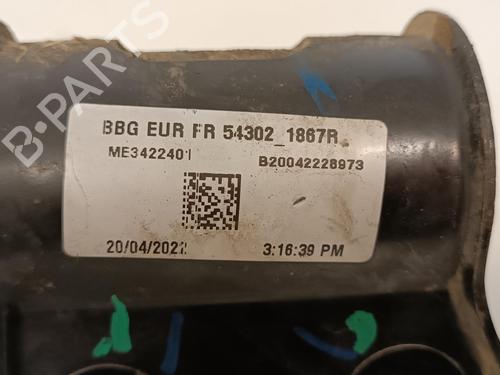 BBG EUR FR 54302_1867R
ME3422401 B20042228973
20/04/2022 3:16:39 PM
B-PARTS